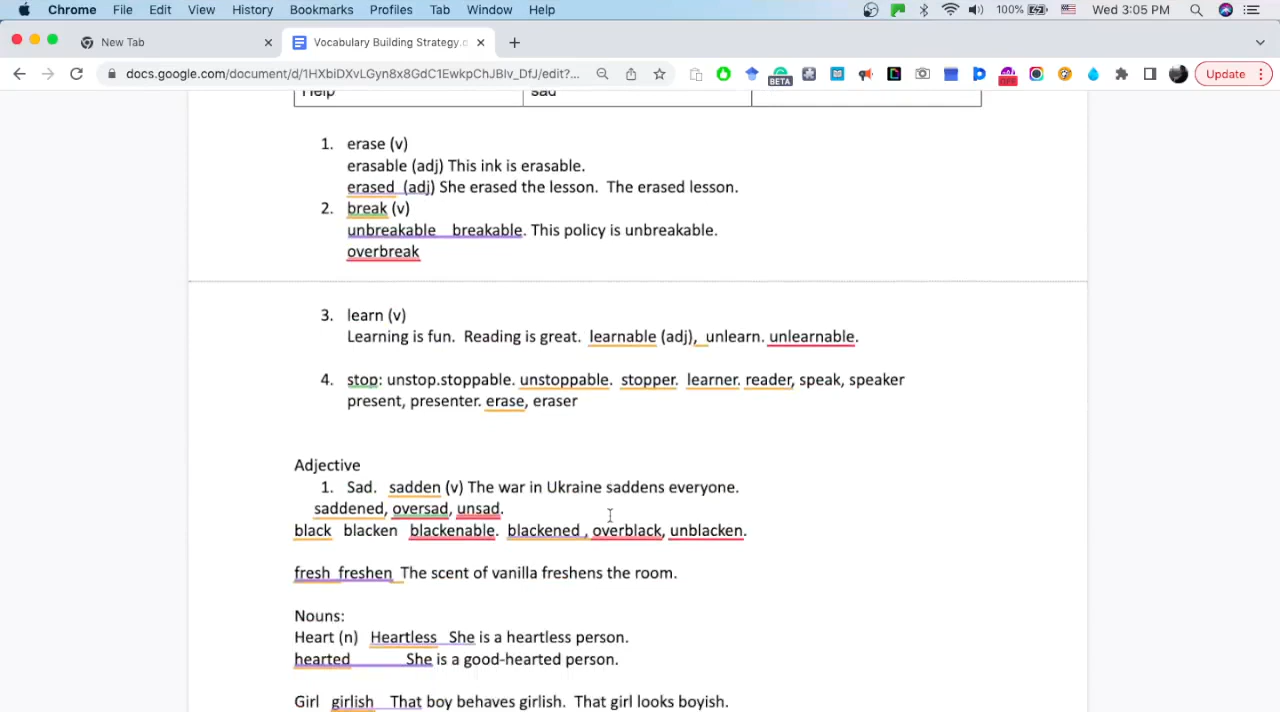 Chrome File Edit View History Bookmarks Profiles Tab Window Help 100% Wed 3:05 PM
New Tab Vocabulary Building Strategy.c
docs.google.com/document/d/1HXbiDXvLGyn8x8GdC1EwkpChJBlv_DfJ/edit?... BETA OFF Update
Help sad
1. erase (v)
erasable (adj) This ink is erasable.
erased (adj) She erased the lesson. The erased lesson.
2. break (v)
unbreakable breakable. This policy is unbreakable.
overbreak
3. learn (v)
Learning is fun. Reading is great. learnable (adj), unlearn. unlearnable.
4. stop: unstop.stoppable. unstoppable. stopper. learner. reader, speak, speaker
present, presenter. erase, eraser
Adjective
1. Sad. sadden (v) The war in Ukraine saddens everyone.
saddened, oversad, unsad.
black blacken blackenable. blackened , overblack, unblacken.
fresh freshen The scent of vanilla freshens the room.
Nouns:
Heart (n) Heartless She is a heartless person.
hearted She is a good-hearted person.
Girl girlish That boy behaves girlish. That girl looks boyish.